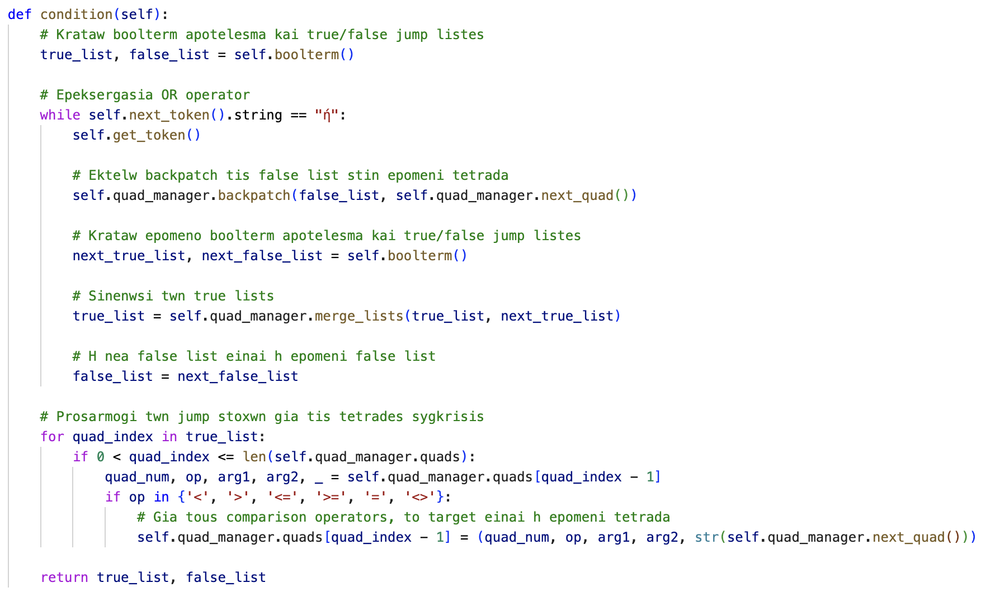 def condition(self):
    # Krataw boolterm apotelesma kai true/false jump listes
    true_list, false_list = self.boolterm()

    # Epeksergasia OR operator
    while self.next_token().string == "ή":
        self.get_token()

        # Ektelw backpatch tis false list stin epomeni tetrada
        self.quad_manager.backpatch(false_list, self.quad_manager.next_quad())

        # Krataw epomeno boolterm apotelesma kai true/false jump listes
        next_true_list, next_false_list = self.boolterm()

        # Sinenwsi twn true lists
        true_list = self.quad_manager.merge_lists(true_list, next_true_list)

        # H nea false list einai h epomeni false list
        false_list = next_false_list

    # Prosarmogi twn jump stoxwn gia tis tetrades sygkrisis
    for quad_index in true_list:
        if 0 < quad_index <= len(self.quad_manager.quads):
            quad_num, op, arg1, arg2, _ = self.quad_manager.quads[quad_index - 1]
            if op in {'<', '>', '<=', '>=', '=', '<>'}:
                # Gia tous comparison operators, to target einai h epomeni tetrada
                self.quad_manager.quads[quad_index - 1] = (quad_num, op, arg1, arg2, str(self.quad_manager.next_quad()))

    return true_list, false_list